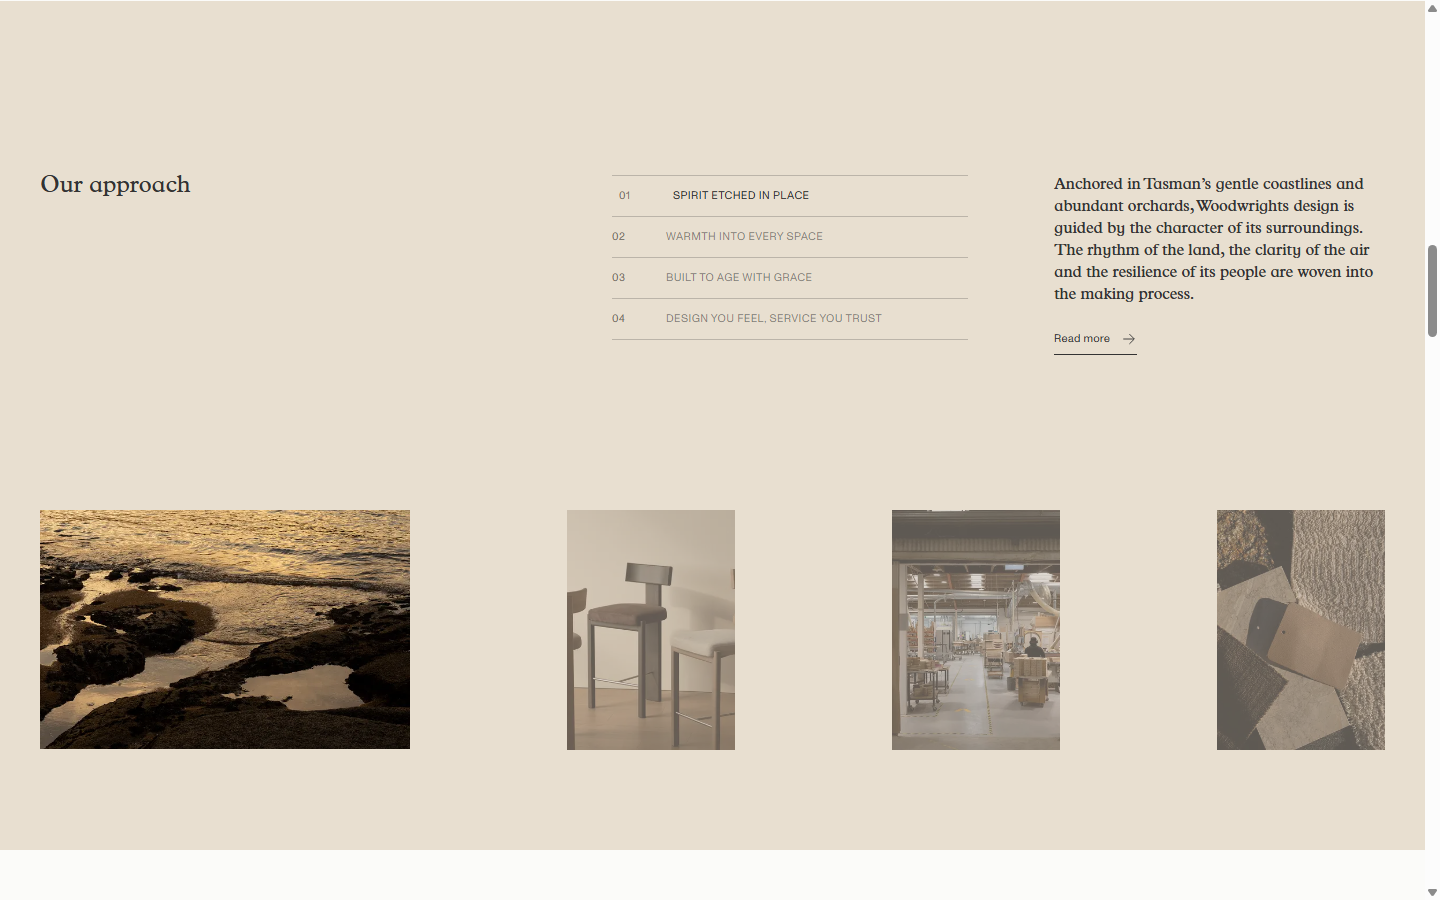 Our approach
01 SPIRIT ETCHED IN PLACE
02 WARMTH INTO EVERY SPACE
03 BUILT TO AGE WITH GRACE
04 DESIGN YOU FEEL, SERVICE YOU TRUST
Anchored in Tasman’s gentle coastlines and
abundant orchards, Woodwrights design is
guided by the character of its surroundings.
The rhythm of the land, the clarity of the air
and the resilience of its people are woven into
the making process.
Read more